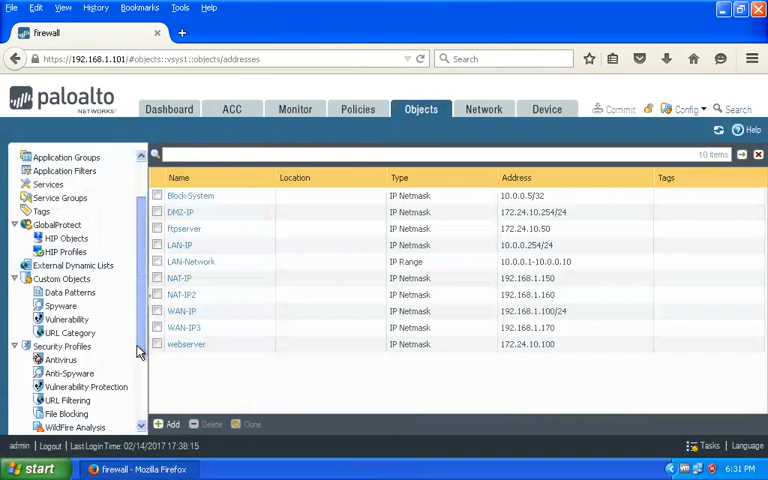 File Edit View History Bookmarks Tools Help
firewall
https://192.168.1.101/#objects::vsys1::objects/addresses
Search
paloalto
NETWORKS
Dashboard ACC Monitor Policies Objects Network Device Commit Config Search
Help
10 items
Application Groups
Application Filters
Services
Service Groups
Tags
GlobalProtect
HIP Objects
HIP Profiles
External Dynamic Lists
Custom Objects
Data Patterns
Spyware
Vulnerability
URL Category
Security Profiles
Antivirus
Anti-Spyware
Vulnerability Protection
URL Filtering
File Blocking
WildFire Analysis
Name Location Type Address Tags
Block-System IP Netmask 10.0.0.5/32
DMZ-IP IP Netmask 172.24.10.254/24
ftpserver IP Netmask 172.24.10.50
LAN-IP IP Netmask 10.0.0.254/24
LAN-Network IP Range 10.0.0.1-10.0.0.10
NAT-IP IP Netmask 192.168.1.150
NAT-IP2 IP Netmask 192.168.1.160
WAN-IP IP Netmask 192.168.1.100/24
WAN-IP3 IP Netmask 192.168.1.170
webserver IP Netmask 172.24.10.100
Add Delete Clone
admin Logout Last Login Time: 02/14/2017 17:38:15 Tasks Language
start firewall - Mozilla Firefox 6:31 PM